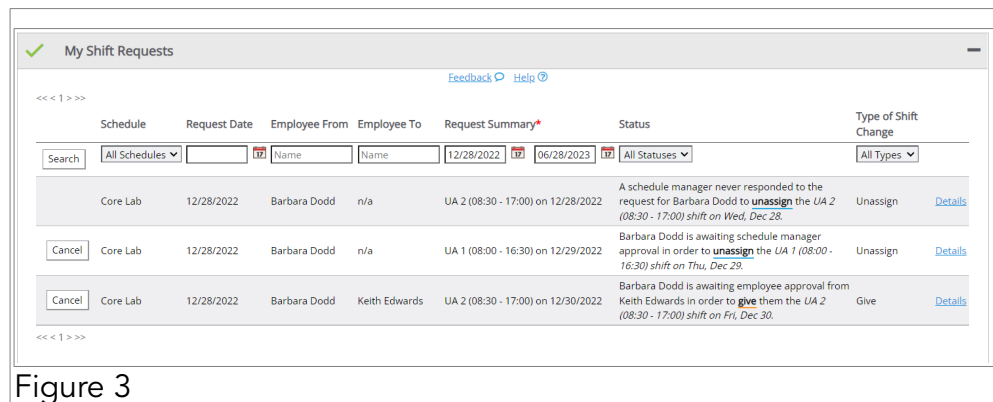 My Shift Requests
Feedback Help
<< < 1 > >>
Schedule Request Date Employee From Employee To Request Summary* Status Type of Shift Change
Search All Schedules 17 Name Name 12/28/2022 17 06/28/2023 17 All Statuses All Types
Core Lab 12/28/2022 Barbara Dodd n/a UA 2 (08:30 - 17:00) on 12/28/2022 A schedule manager never responded to the
request for Barbara Dodd to unassign the UA 2
(08:30 - 17:00) shift on Wed, Dec 28. Unassign Details
Cancel Core Lab 12/28/2022 Barbara Dodd n/a UA 1 (08:00 - 16:30) on 12/29/2022 Barbara Dodd is awaiting schedule manager
approval in order to unassign the UA 1 (08:00 -
16:30) shift on Thu, Dec 29. Unassign Details
Cancel Core Lab 12/28/2022 Barbara Dodd Keith Edwards UA 2 (08:30 - 17:00) on 12/30/2022 Barbara Dodd is awaiting employee approval from
Keith Edwards in order to give them the UA 2
(08:30 - 17:00) shift on Fri, Dec 30. Give Details
<< < 1 > >>
Figure 3